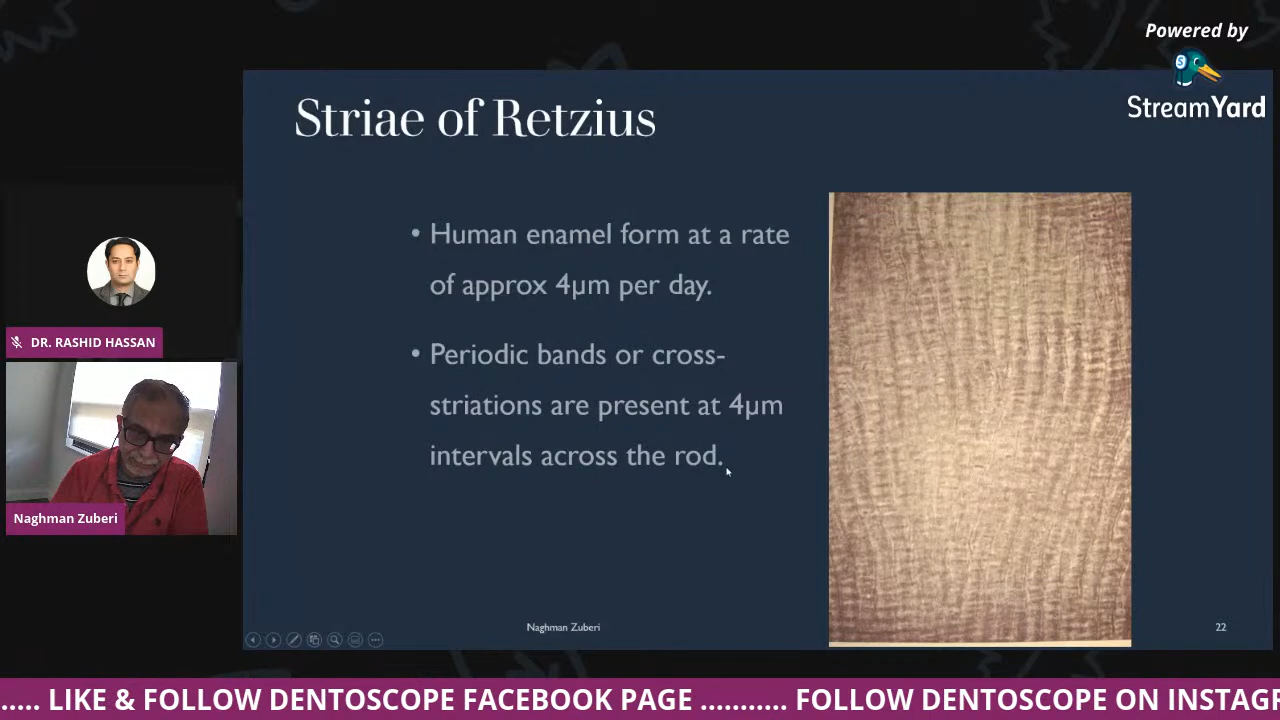 Powered by
StreamYard
Striae of Retzius
• Human enamel form at a rate
of approx 4µm per day.
• Periodic bands or cross-
striations are present at 4µm
intervals across the rod.
Naghman Zuberi
22
DR. RASHID HASSAN
Naghman Zuberi
..... LIKE & FOLLOW DENTOSCOPE FACEBOOK PAGE ........... FOLLOW DENTOSCOPE ON INSTAG